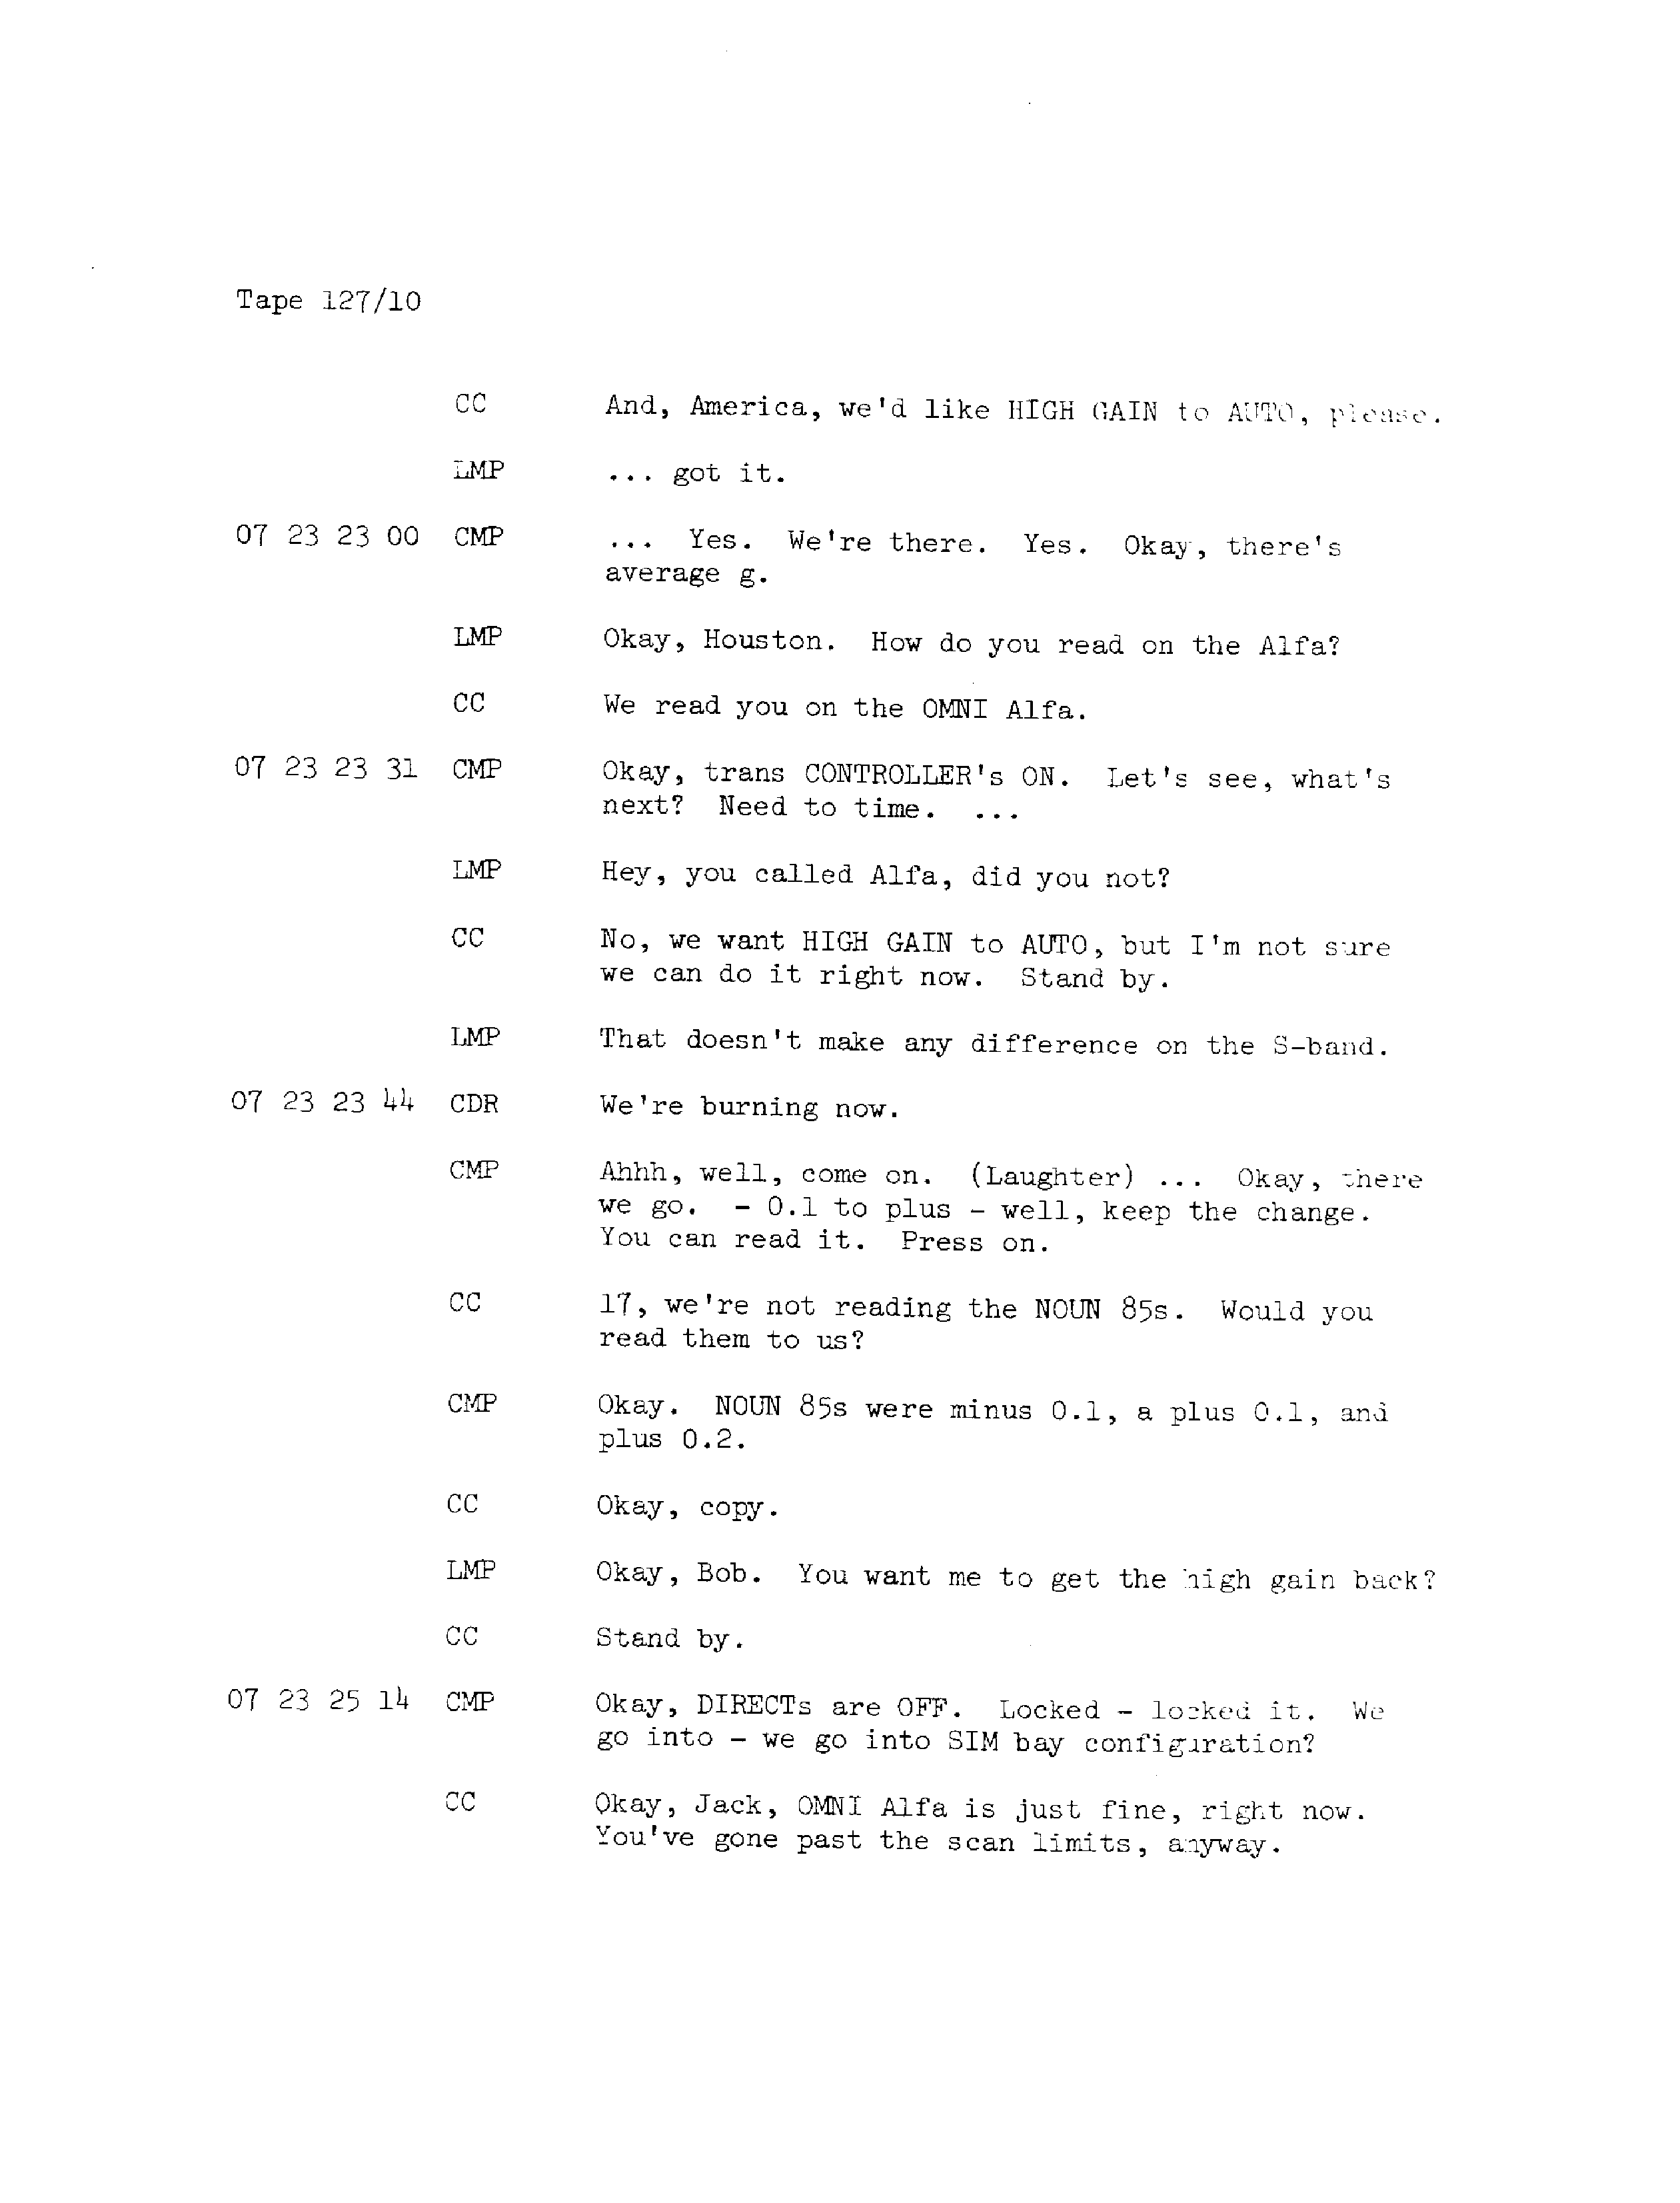 Tape 127/10
CC And, America, we'd like HIGH GAIN to AUTO, please.
LMP ... got it.
07 23 23 00 CMP ... Yes. We're there. Yes. Okay, there's
average g.
LMP Okay, Houston. How do you read on the Alfa?
CC We read you on the OMNI Alfa.
07 23 23 31 CMP Okay, trans CONTROLLER's ON. Let's see, what's
next? Need to time. ...
LMP Hey, you called Alfa, did you not?
CC No, we want HIGH GAIN to AUTO, but I'm not sure
we can do it right now. Stand by.
LMP That doesn't make any difference on the S-band.
07 23 23 44 CDR We're burning now.
CMP Ahhh, well, come on. (Laughter) ... Okay, there
we go. - 0.1 to plus - well, keep the change.
You can read it. Press on.
CC 17, we're not reading the NOUN 85s. Would you
read them to us?
CMP Okay. NOUN 85s were minus 0.1, a plus 0.1, and
plus 0.2.
CC Okay, copy.
LMP Okay, Bob. You want me to get the high gain back?
CC Stand by.
07 23 25 14 CMP Okay, DIRECTs are OFF. Locked - locked it. We
go into - we go into SIM bay configuration?
CC Okay, Jack, OMNI Alfa is just fine, right now.
You've gone past the scan limits, anyway.